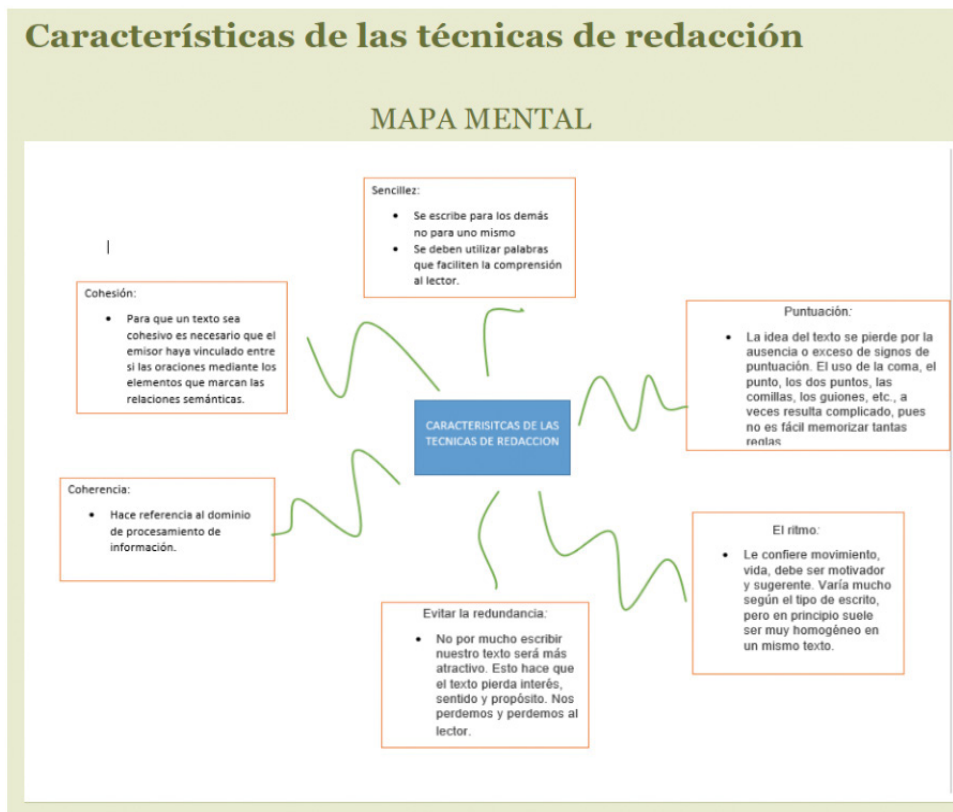 Características de las técnicas de redacción
MAPA MENTAL
Sencillez:
• Se escribe para los demás
no para uno mismo
• Se deben utilizar palabras
que faciliten la comprensión
al lector.
Cohesión:
• Para que un texto sea
cohesivo es necesario que el
emisor haya vinculado entre
si las oraciones mediante los
elementos que marcan las
relaciones semánticas.
Puntuación:
• La idea del texto se pierde por la
ausencia o exceso de signos de
puntuación. El uso de la coma, el
punto, los dos puntos, las
comillas, los guiones, etc., a
veces resulta complicado, pues
no es fácil memorizar tantas
reglas
CARACTERISITCAS DE LAS
TECNICAS DE REDACCION
Coherencia:
• Hace referencia al dominio
de procesamiento de
información.
El ritmo:
• Le confiere movimiento,
vida, debe ser motivador
y sugerente. Varía mucho
según el tipo de escrito,
pero en principio suele
ser muy homogéneo en
un mismo texto.
Evitar la redundancia:
• No por mucho escribir
nuestro texto será más
atractivo. Esto hace que
el texto pierda interés,
sentido y propósito. Nos
perdemos y perdemos al
lector.